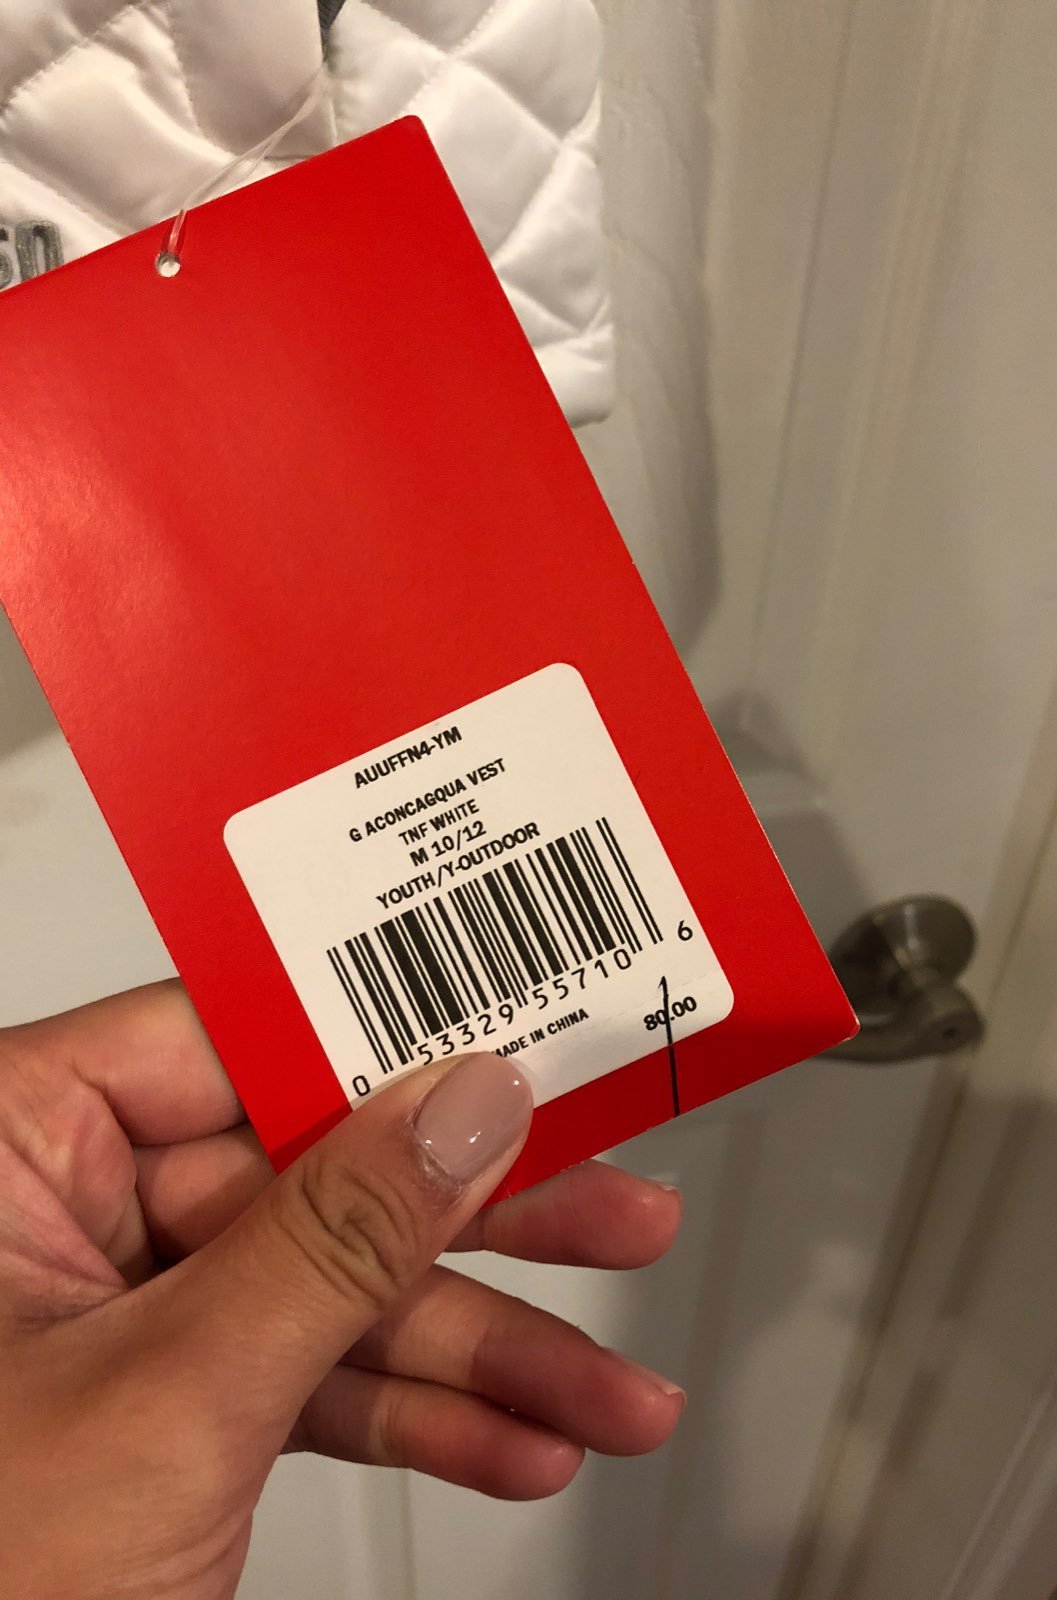 AUUFFN4-YM
G ACONCAGQUA VEST
TNF WHITE
M 10/12
YOUTH/Y-OUTDOOR
0 53329 55710 6
MADE IN CHINA
80.00